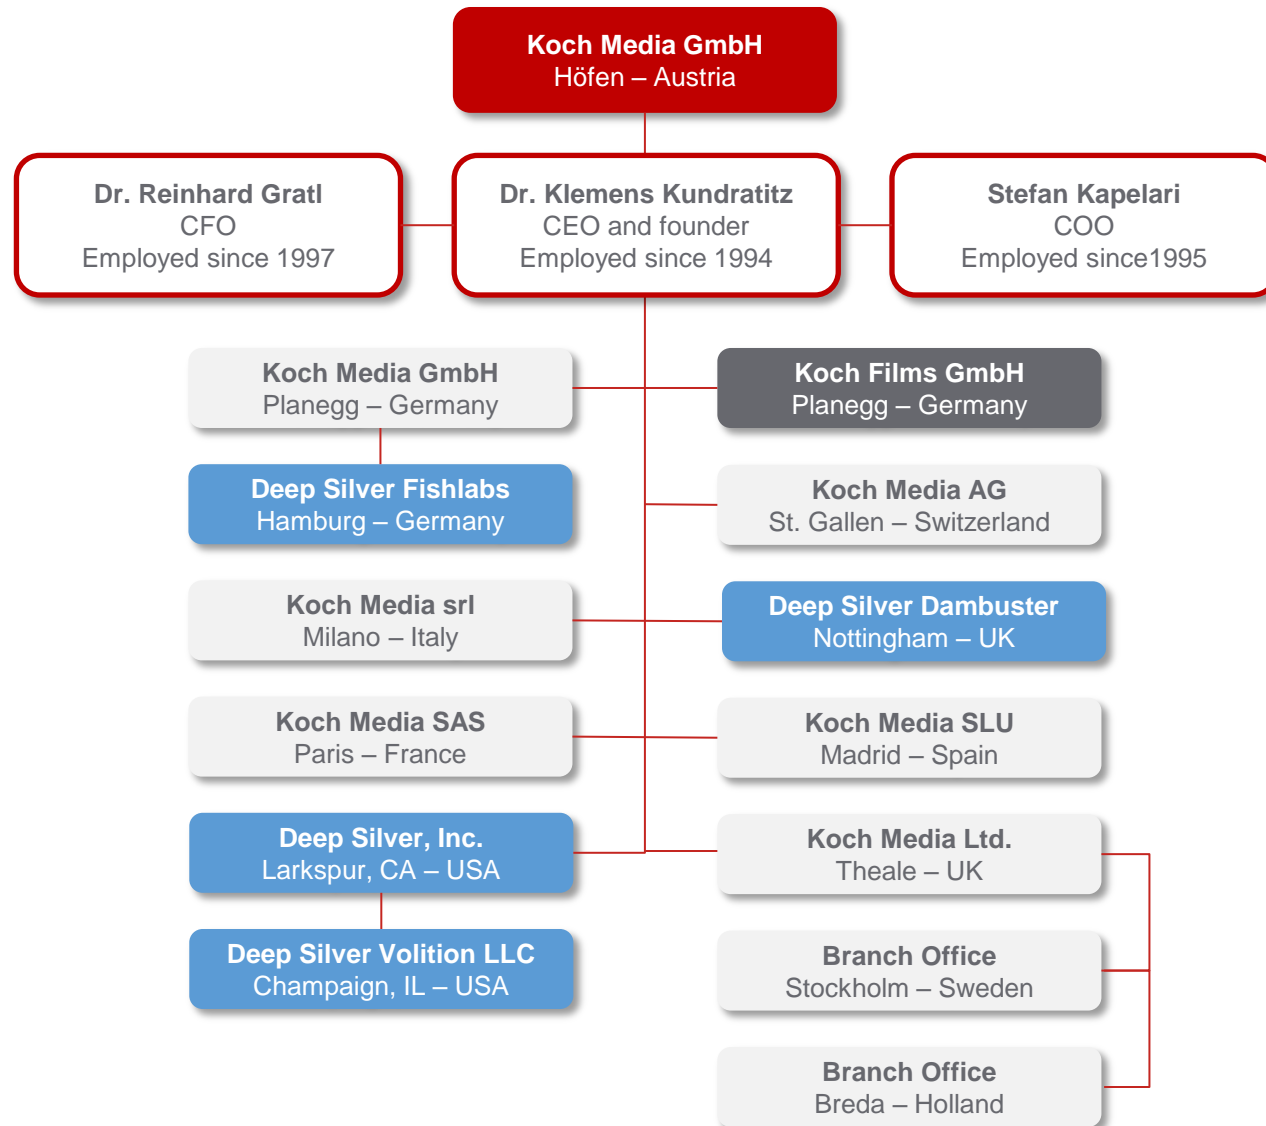 Koch Media GmbH
Höfen – Austria
Dr. Reinhard Gratl
CFO
Employed since 1997
Dr. Klemens Kundratitz
CEO and founder
Employed since 1994
Stefan Kapelari
COO
Employed since1995
Koch Media GmbH
Planegg – Germany
Koch Films GmbH
Planegg – Germany
Deep Silver Fishlabs
Hamburg – Germany
Koch Media AG
St. Gallen – Switzerland
Koch Media srl
Milano – Italy
Deep Silver Dambuster
Nottingham – UK
Koch Media SAS
Paris – France
Koch Media SLU
Madrid – Spain
Deep Silver, Inc.
Larkspur, CA – USA
Koch Media Ltd.
Theale – UK
Deep Silver Volition LLC
Champaign, IL – USA
Branch Office
Stockholm – Sweden
Branch Office
Breda – Holland